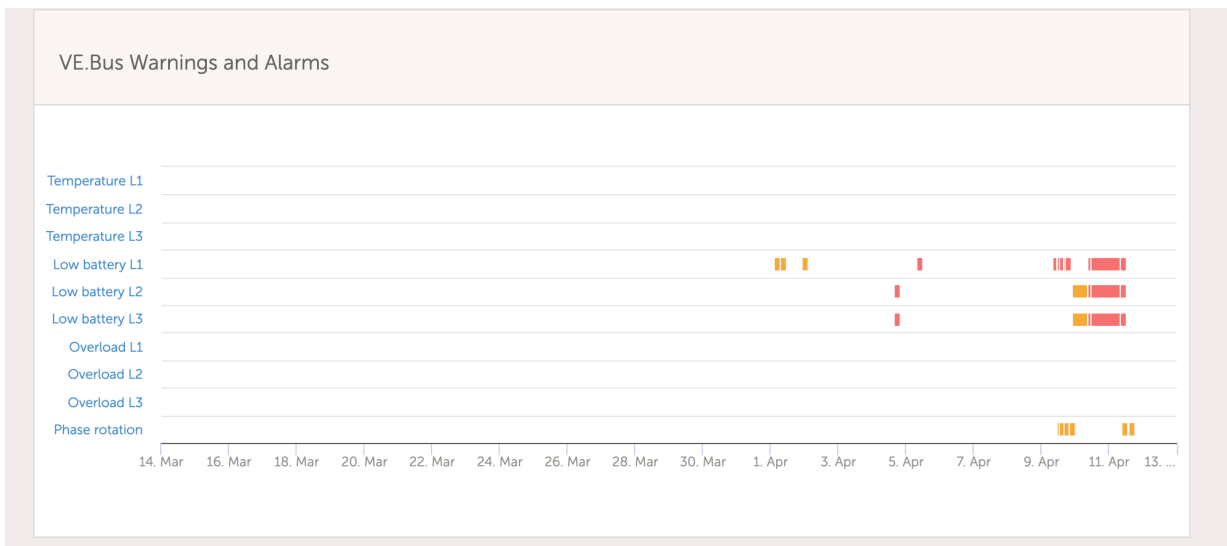 VE.Bus Warnings and Alarms
Temperature L1
Temperature L2
Temperature L3
Low battery L1
Low battery L2
Low battery L3
Overload L1
Overload L2
Overload L3
Phase rotation
14. Mar 16. Mar 18. Mar 20. Mar 22. Mar 24. Mar 26. Mar 28. Mar 30. Mar 1. Apr 3. Apr 5. Apr 7. Apr 9. Apr 11. Apr 13. ...